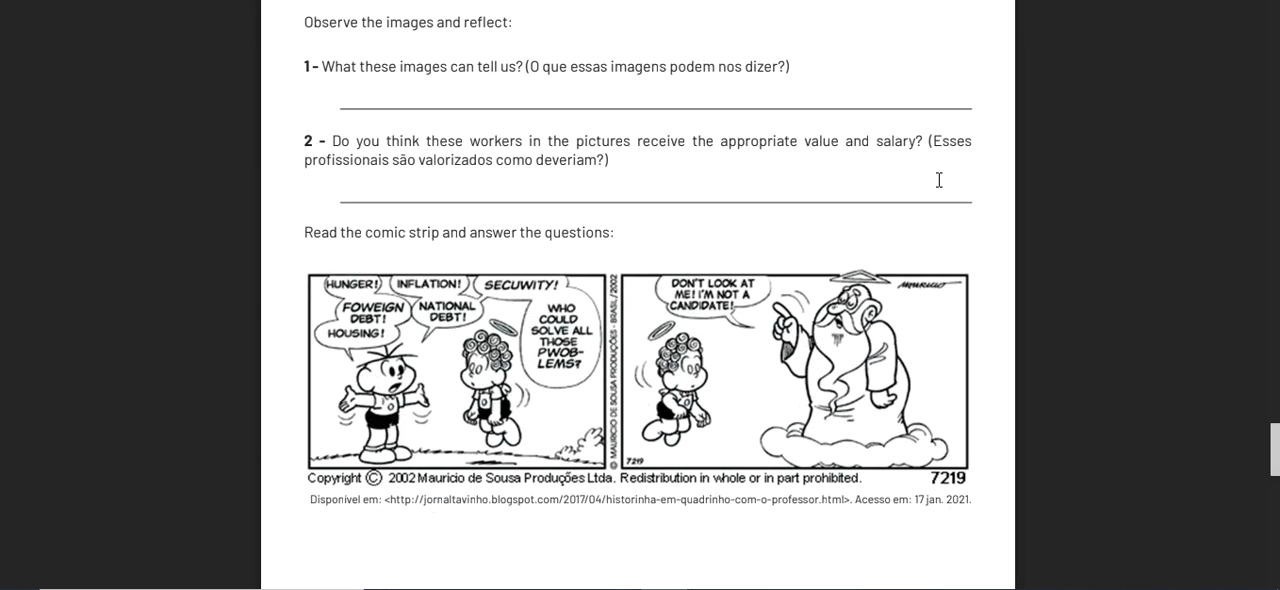 Observe the images and reflect:
1 - What these images can tell us? (O que essas imagens podem nos dizer?)
2 - Do you think these workers in the pictures receive the appropriate value and salary? (Esses
profissionais são valorizados como deveriam?)
Read the comic strip and answer the questions:
HUNGER!
INFLATION!
SECUWITY!
FOWEIGN
DEBT!
NATIONAL
DEBT!
HOUSING!
WHO
COULD
SOLVE ALL
THOSE
PWOB-
LEMS?
© MAURICIO DE SOUSA PRODUÇÕES - BRASIL/2002
DON'T LOOK AT
ME! I'M NOT A
CANDIDATE!
MAURICIO
7219
Copyright © 2002 Mauricio de Sousa Produções Ltda. Redistribution in whole or in part prohibited. 7219
Disponível em: <http://jornaltavinho.blogspot.com/2017/04/historinha-em-quadrinho-com-o-professor.html>. Acesso em: 17 jan. 2021.